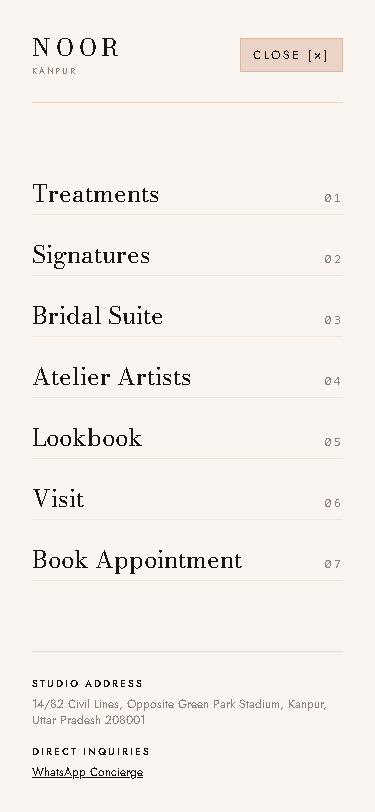 NOOR
KANPUR
CLOSE [×]
Treatments 01
Signatures 02
Bridal Suite 03
Atelier Artists 04
Lookbook 05
Visit 06
Book Appointment 07
STUDIO ADDRESS
14/82 Civil Lines, Opposite Green Park Stadium, Kanpur,
Uttar Pradesh 208001
DIRECT INQUIRIES
WhatsApp Concierge